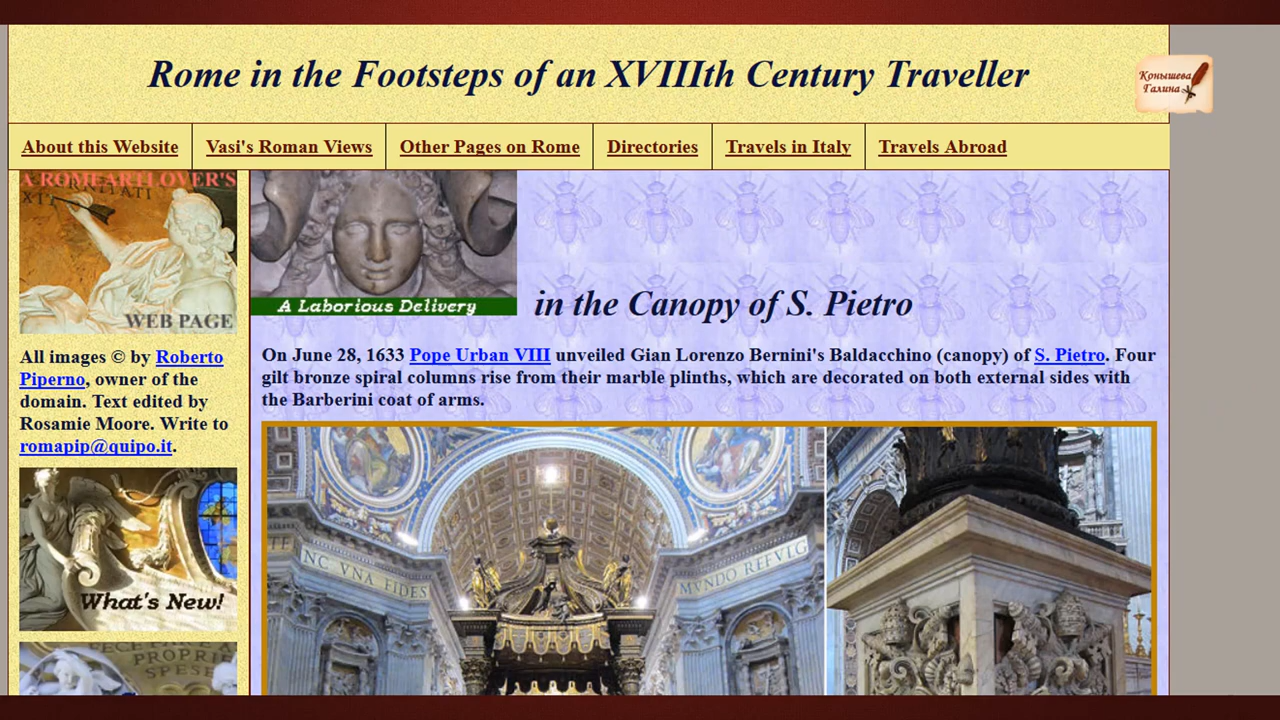 Rome in the Footsteps of an XVIIIth Century Traveller
Конышева
Галина
About this Website
Vasi's Roman Views
Other Pages on Rome
Directories
Travels in Italy
Travels Abroad
A ROMEARTLOVER'S
WEB PAGE
All images © by Roberto
Piperno, owner of the
domain. Text edited by
Rosamie Moore. Write to
romapip@quipo.it.
What's New!
PROPRI
SPESE
A Laborious Delivery
in the Canopy of S. Pietro
On June 28, 1633 Pope Urban VIII unveiled Gian Lorenzo Bernini's Baldacchino (canopy) of S. Pietro. Four
gilt bronze spiral columns rise from their marble plinths, which are decorated on both external sides with
the Barberini coat of arms.
NC VNA FIDES
MVNDO REFVLG